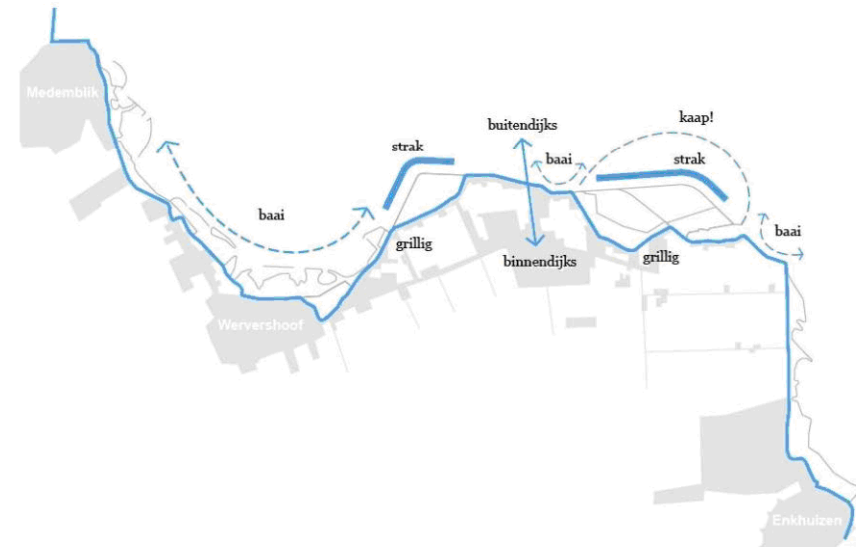 Medemblik
kaap!
buitendijks
strak
baai
strak
baai
baai
grillig
binnendijks
grillig
Wervershoof
Enkhuizen